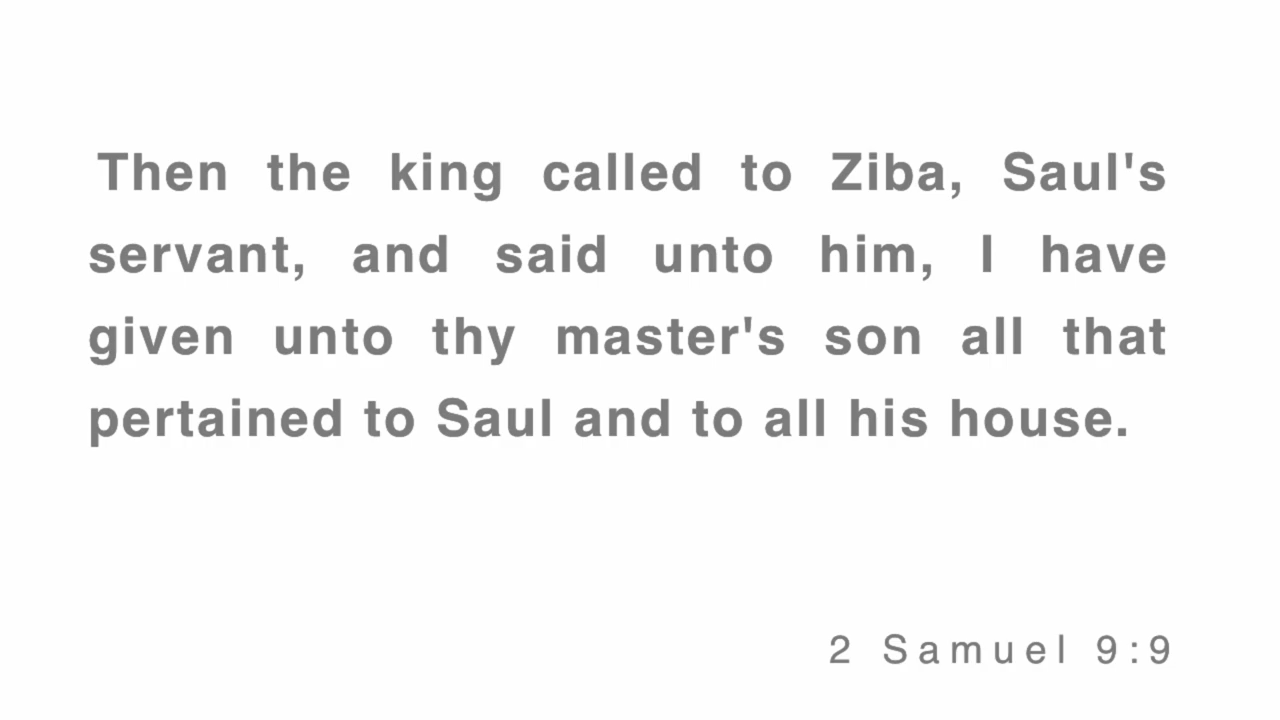 Then the king called to Ziba, Saul's
servant, and said unto him, I have
given unto thy master's son all that
pertained to Saul and to all his house.
2 Samuel 9:9